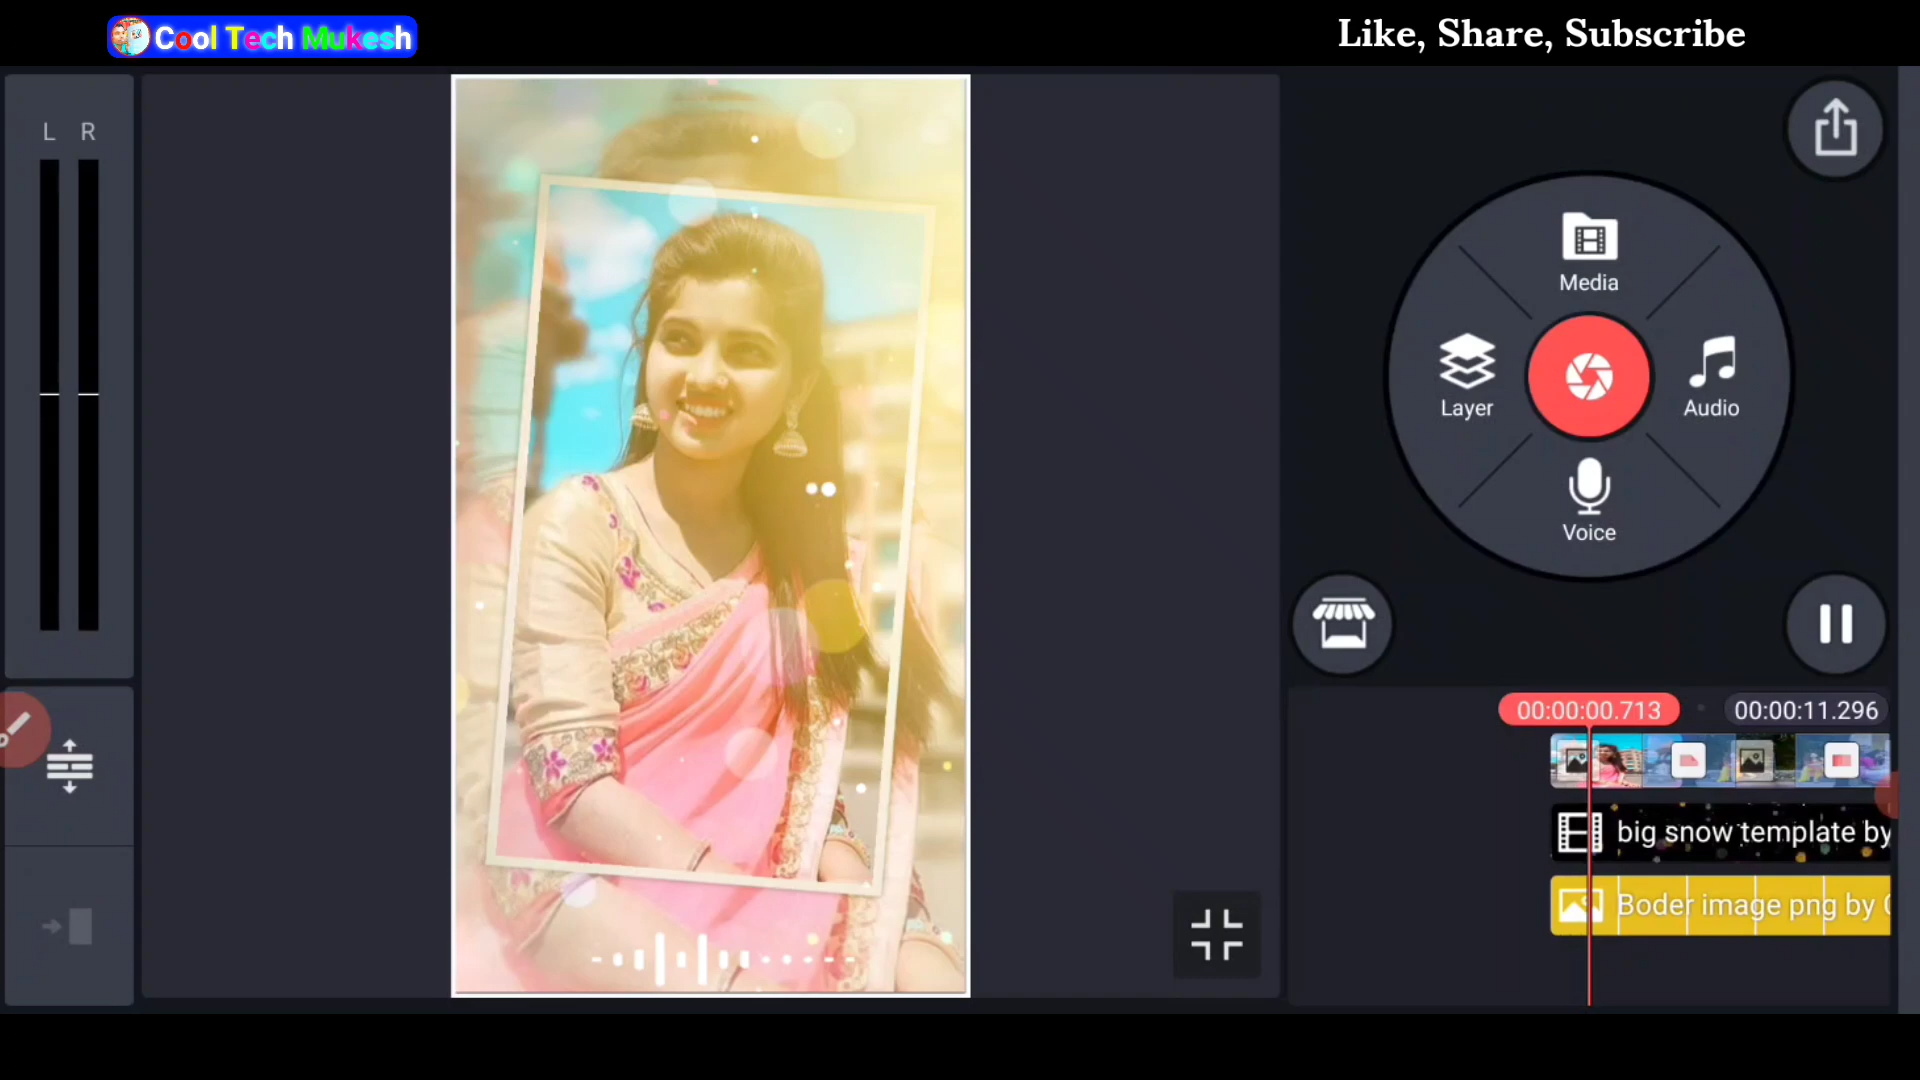 Cool Tech Mukesh
Like, Share, Subscribe
L R
Media
Layer
Audio
Voice
00:00:00.713
00:00:11.296
big snow template by
Boder image png by